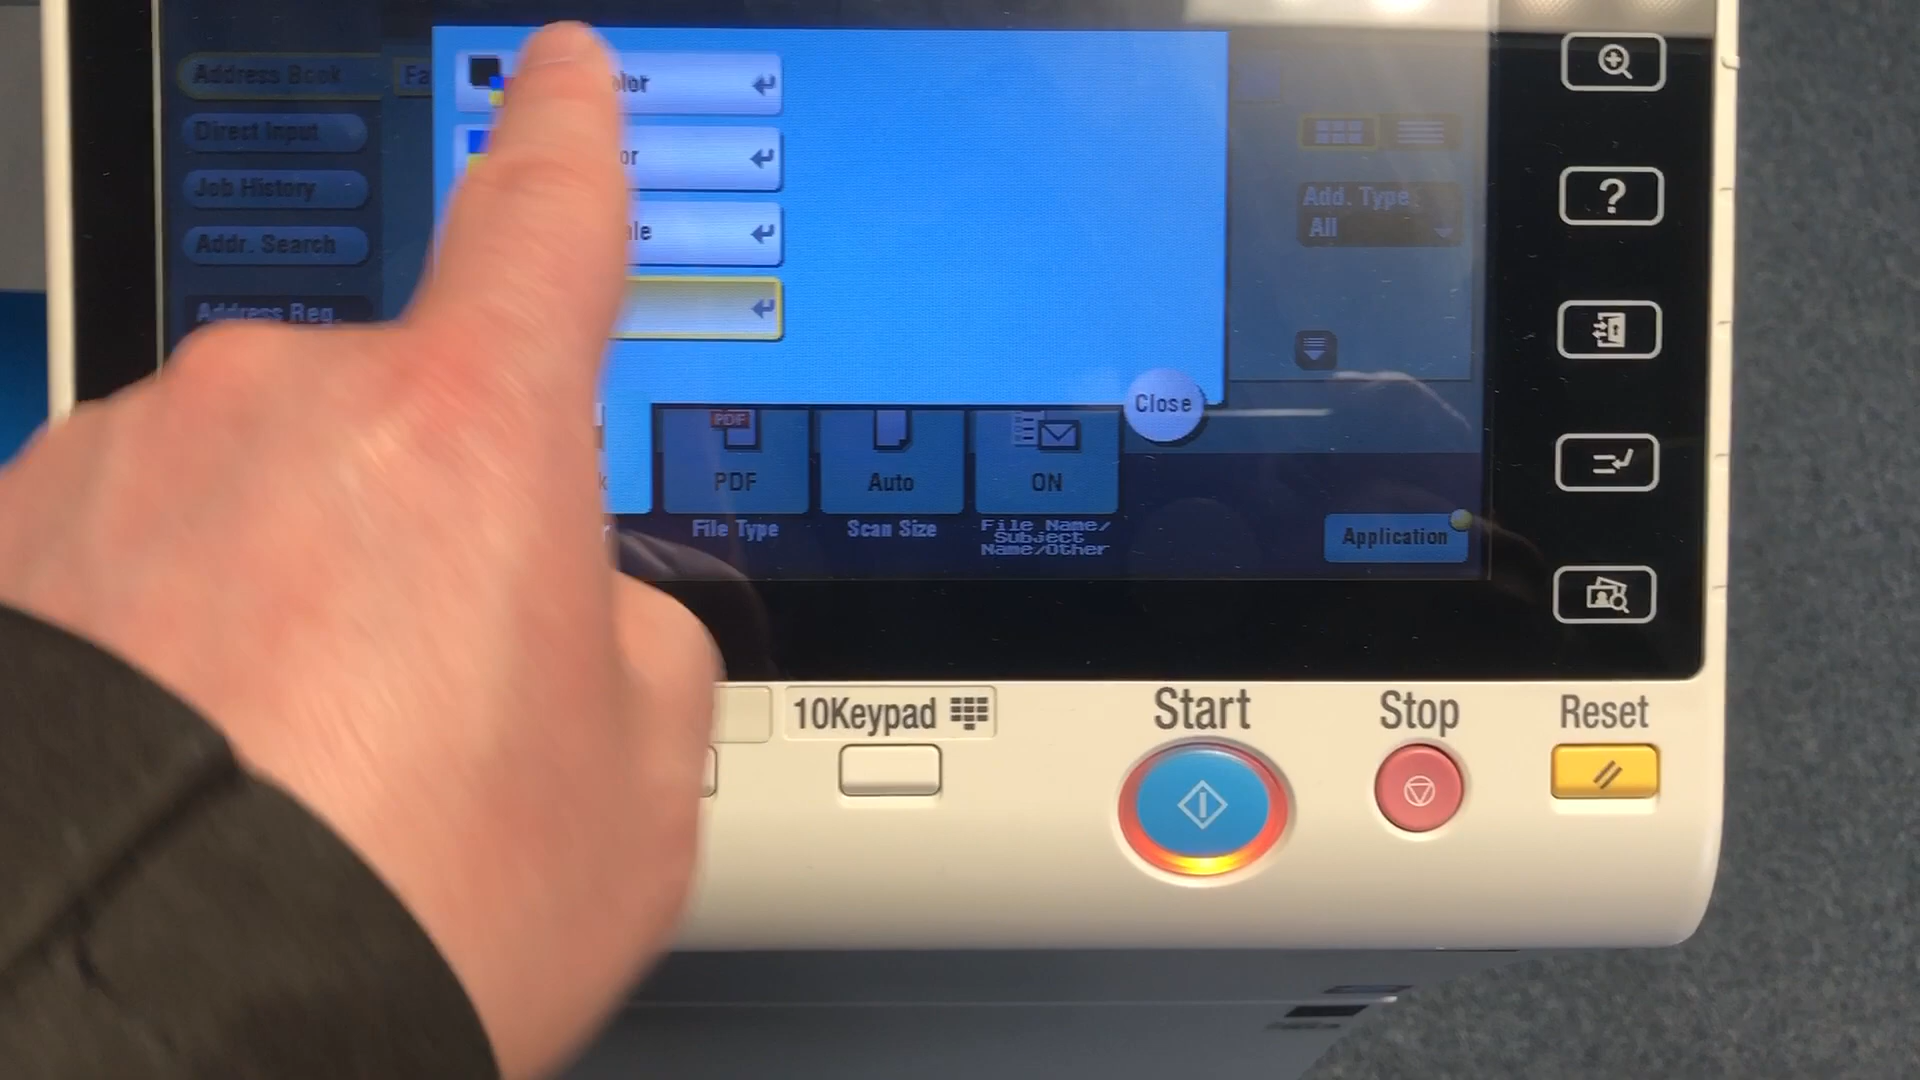 Address Book
Direct Input
Job History
Addr. Search
Address Reg.
Fa
olor
or
ale
Add. Type
All
Close
k
PDF
PDF
Auto
ON
r
File Type
Scan Size
File Name/
Subject
Name/Other
Application
10Keypad
Start
Stop
Reset